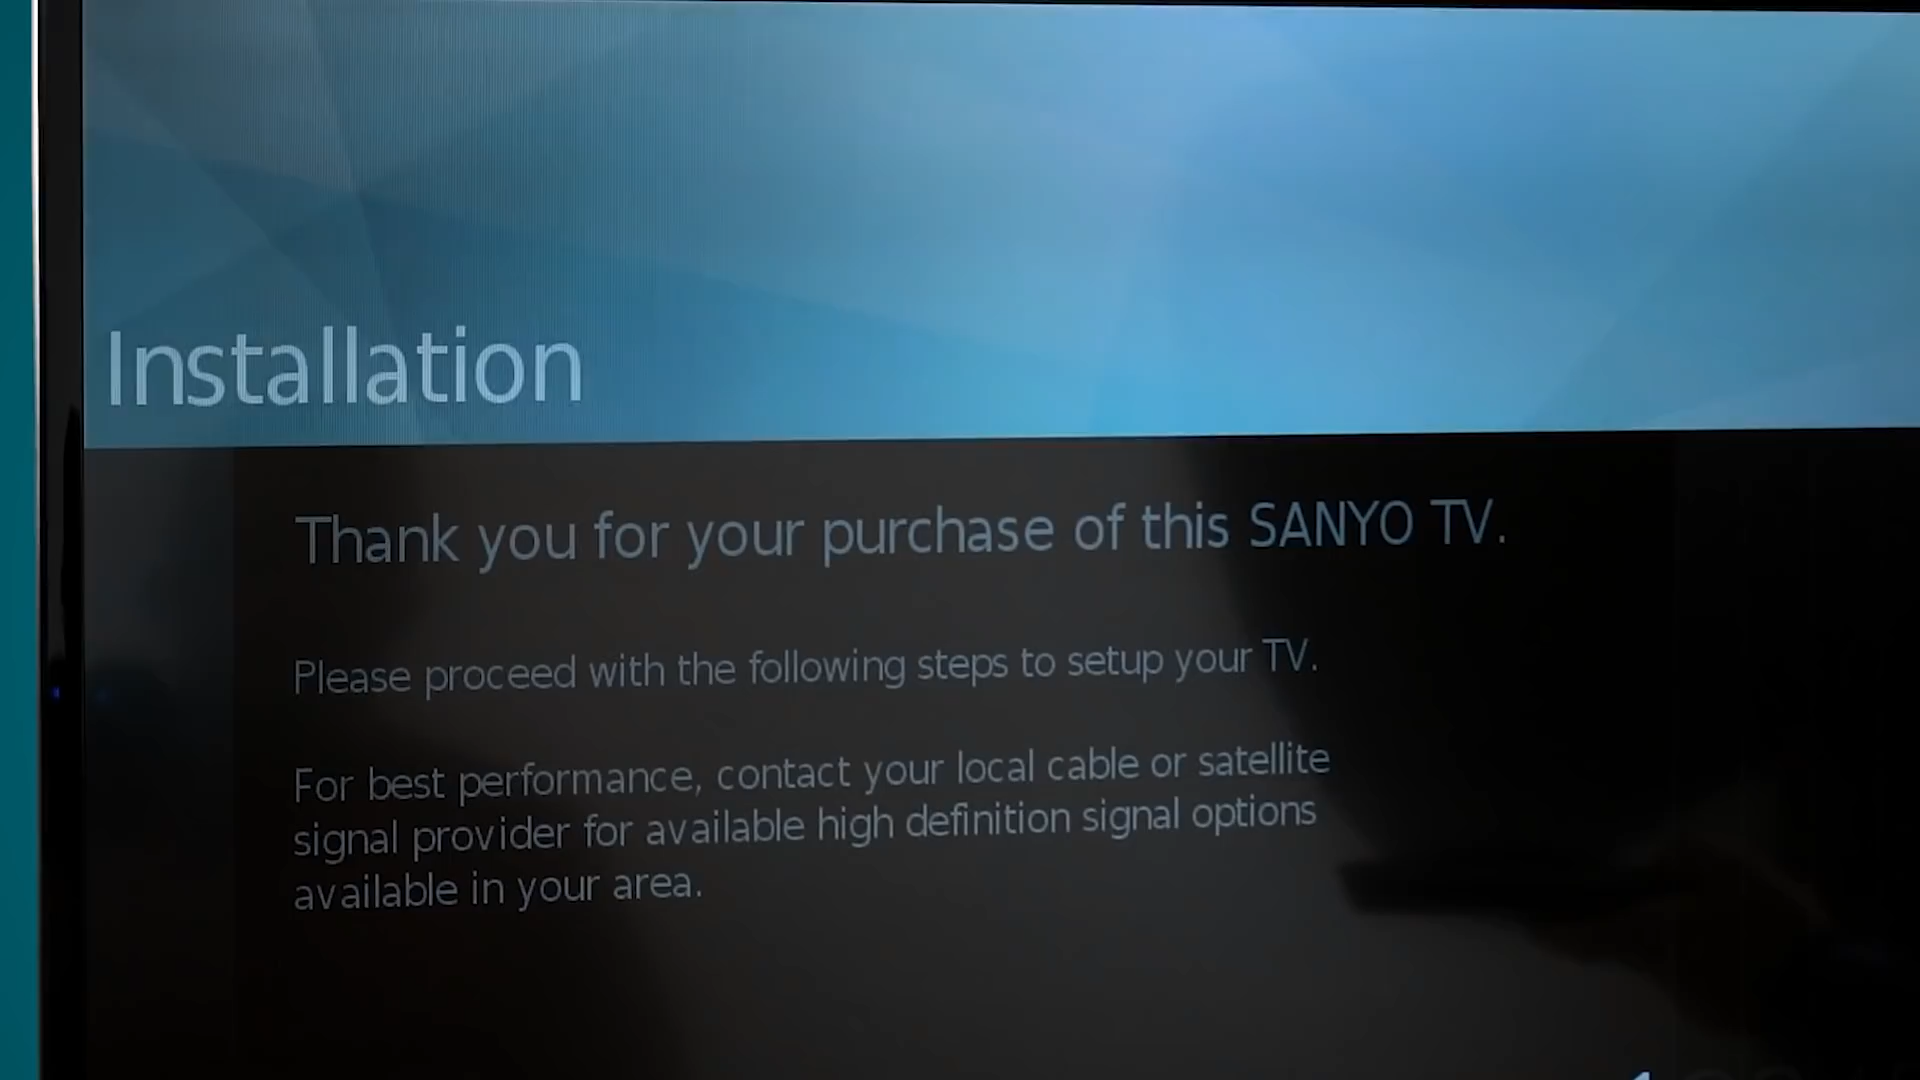 Installation
Thank you for your purchase of this SANYO TV.
Please proceed with the following steps to setup your TV.
For best performance, contact your local cable or satellite
signal provider for available high definition signal options
available in your area.